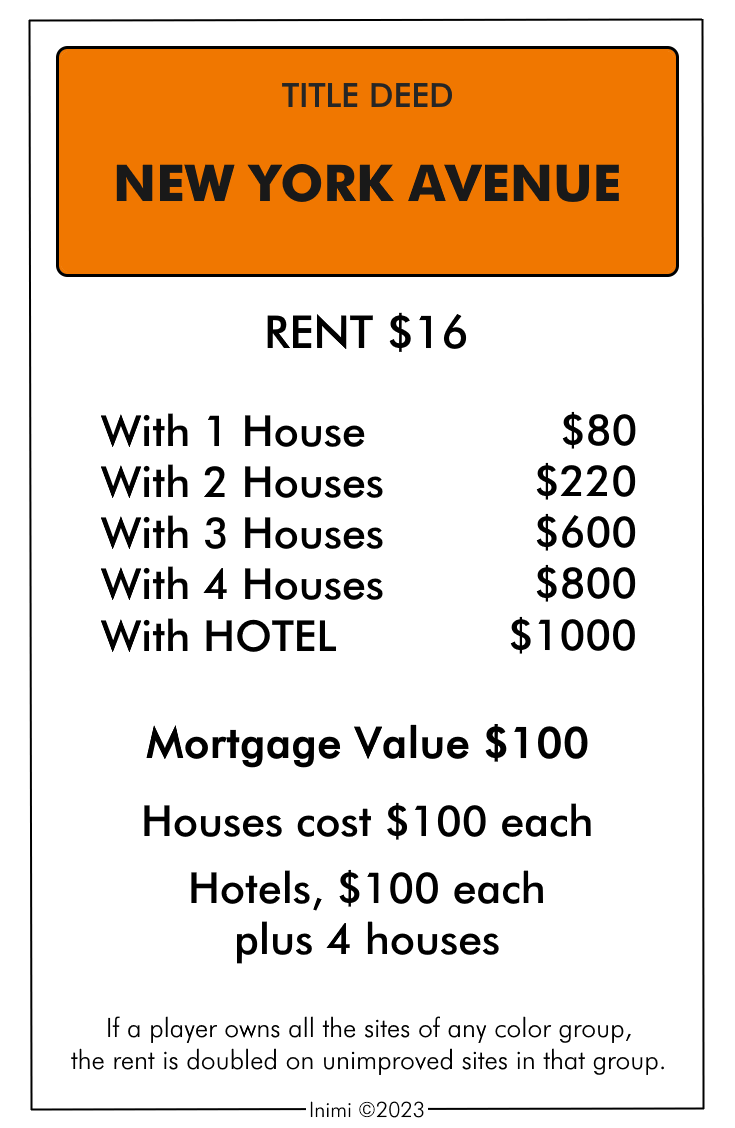 TITLE DEED
NEW YORK AVENUE
RENT $16
With 1 House $80
With 2 Houses $220
With 3 Houses $600
With 4 Houses $800
With HOTEL $1000
Mortgage Value $100
Houses cost $100 each
Hotels, $100 each
plus 4 houses
If a player owns all the sites of any color group,
the rent is doubled on unimproved sites in that group.
Inimi ©2023